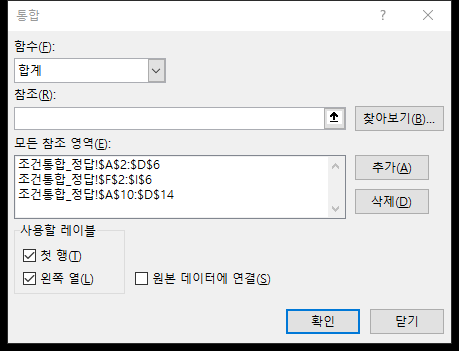 통합
함수(F):
합계
참조(R):
찾아보기(B)...
모든 참조 영역(E):
조건통합_정답!$A$2:$D$6
조건통합_정답!$F$2:$I$6
조건통합_정답!$A$10:$D$14
추가(A)
삭제(D)
사용할 레이블
첫 행(T)
왼쪽 열(L)
원본 데이터에 연결(S)
확인
닫기